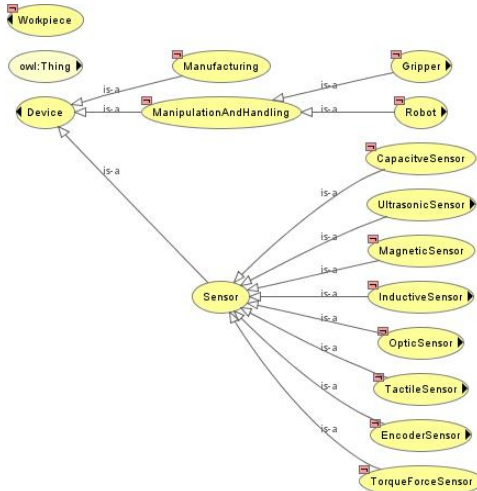 Workpiece
owl:Thing
Manufacturing
Gripper
is-a
is-a
Device
is-a
ManipulationAndHandling
is-a
Robot
is-a
CapacitveSensor
is-a
UltrasonicSensor
is-a
MagneticSensor
is-a
Sensor
is-a
InductiveSensor
is-a
OpticSensor
is-a
TactileSensor
is-a
EncoderSensor
is-a
TorqueForceSensor